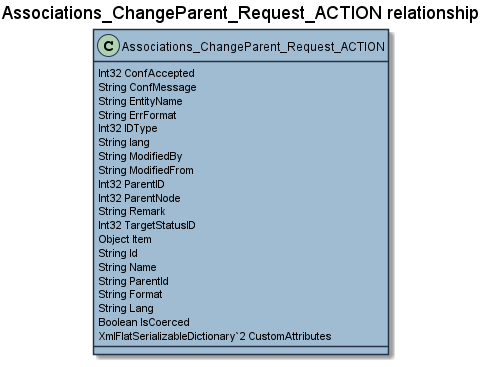 Associations_ChangeParent_Request_ACTION relationship
C Associations_ChangeParent_Request_ACTION
Int32 ConfAccepted
String ConfMessage
String EntityName
String ErrFormat
Int32 IDType
String lang
String ModifiedBy
String ModifiedFrom
Int32 ParentID
Int32 ParentNode
String Remark
Int32 TargetStatusID
Object Item
String Id
String Name
String ParentId
String Format
String Lang
Boolean IsCoerced
XmlFlatSerializableDictionary`2 CustomAttributes